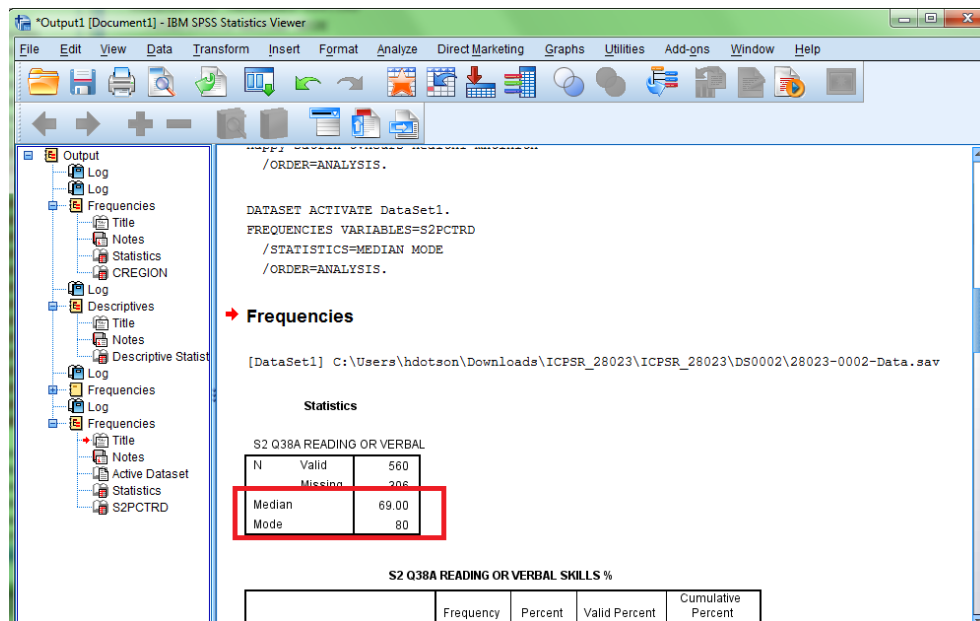 *Output1 [Document1] - IBM SPSS Statistics Viewer
File Edit View Data Transform Insert Format Analyze Direct Marketing Graphs Utilities Add-ons Window Help
Output
Log
Log
Frequencies
Title
Notes
Statistics
CREGION
Log
Descriptives
Title
Notes
Descriptive Statist
Log
Frequencies
Log
Frequencies
Title
Notes
Active Dataset
Statistics
S2PCTRD
/ORDER=ANALYSIS.
DATASET ACTIVATE DataSet1.
FREQUENCIES VARIABLES=S2PCTRD
/STATISTICS=MEDIAN MODE
/ORDER=ANALYSIS.
Frequencies
[DataSet1] C:\Users\hdotson\Downloads\ICPSR_28023\ICPSR_28023\DS0002\28023-0002-Data.sav
Statistics
S2 Q38A READING OR VERBAL
N Valid 560
Missing 306
Median 69.00
Mode 80
S2 Q38A READING OR VERBAL SKILLS %
Frequency Percent Valid Percent Cumulative Percent